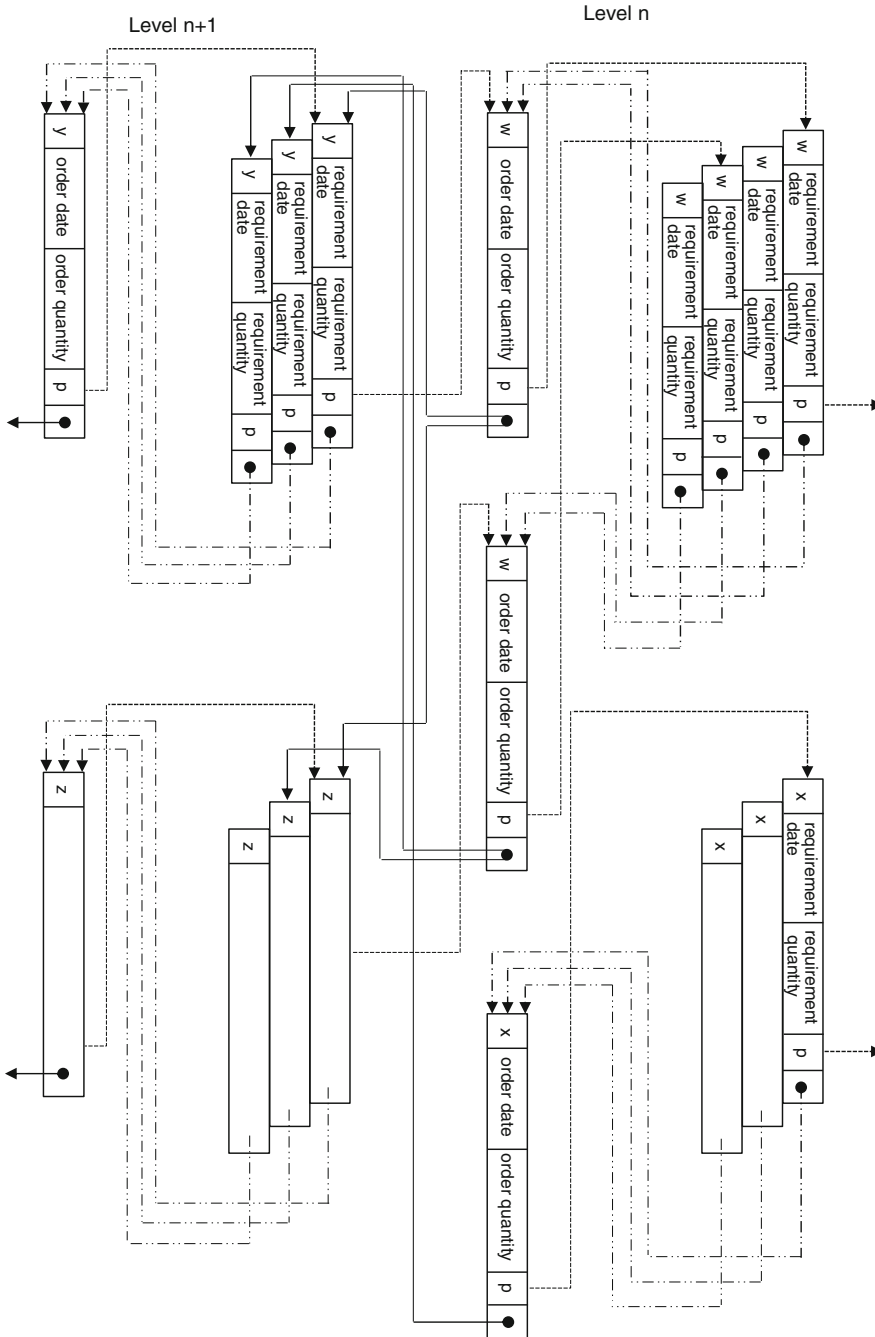 Level n+1
Level n
y
order date
order quantity
p
y
requirement
date
requirement
quantity
p
y
requirement
date
requirement
quantity
p
y
requirement
date
requirement
quantity
p
w
order date
order quantity
p
w
requirement
date
requirement
quantity
p
w
requirement
date
requirement
quantity
p
w
requirement
date
requirement
quantity
p
w
requirement
date
requirement
quantity
p
w
order date
order quantity
p
z
z
z
z
x
order date
order quantity
p
x
x
x
requirement
date
requirement
quantity
p